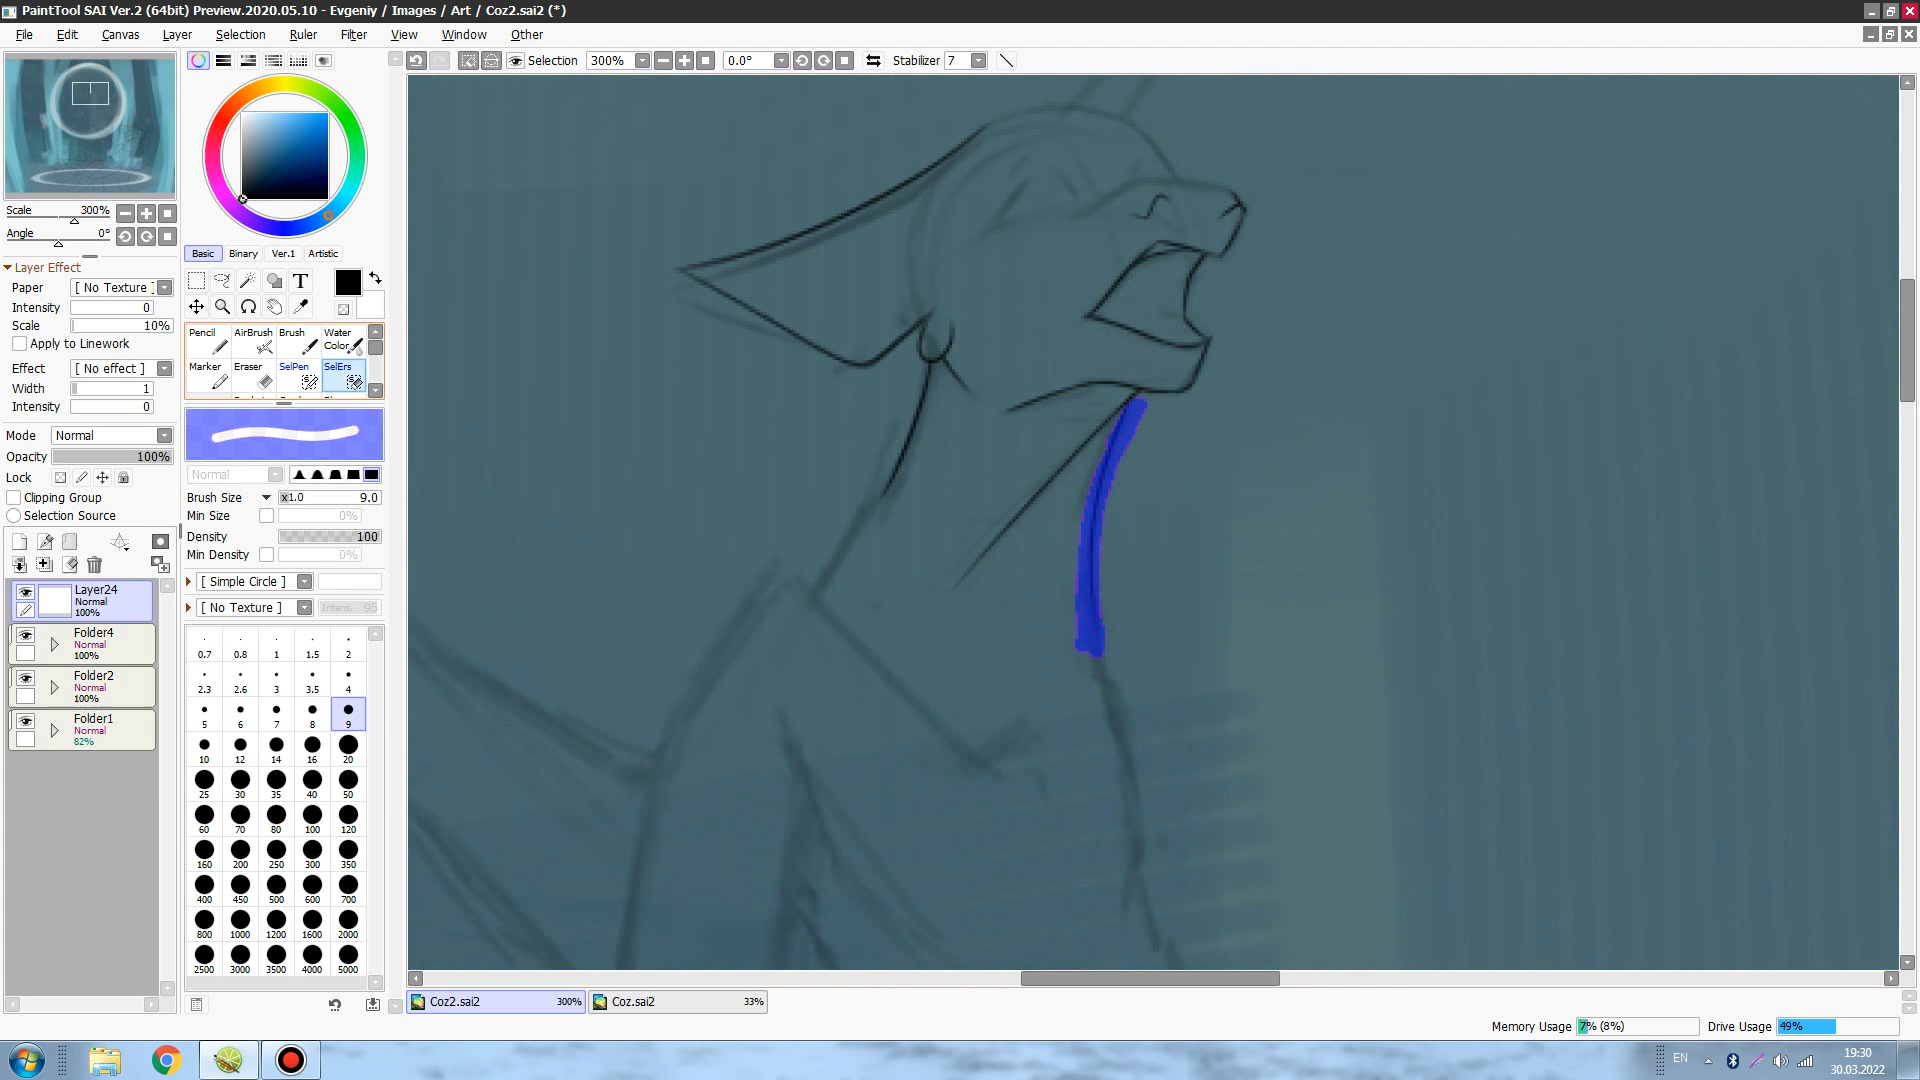 PaintTool SAI Ver.2 (64bit) Preview.2020.05.10 - Evgeniy / Images / Art / Coz2.sai2 (*)
File Edit Canvas Layer Selection Ruler Filter View Window Other
Selection 300% 0.0° Stabilizer 7
Scale 300%
Angle 0°
Layer Effect
Paper [ No Texture ]
Intensity 0
Scale 10%
Apply to Linework
Effect [ No effect ]
Width 1
Intensity 0
Mode Normal
Opacity 100%
Lock
Clipping Group
Selection Source
Layer24
Normal
100%
Folder4
Normal
100%
Folder2
Normal
100%
Folder1
Normal
82%
Basic Binary Ver.1 Artistic
T
Pencil AirBrush Brush Water Color
Marker Eraser SelPen SelErs
Normal
Brush Size x1.0 9.0
Min Size 0%
Density 100
Min Density 0%
[ Simple Circle ]
[ No Texture ] Intens. 95
0.7 0.8 1 1.5 2
2.3 2.6 3 3.5 4
5 6 7 8 9
10 12 14 16 20
25 30 35 40 50
60 70 80 100 120
160 200 250 300 350
400 450 500 600 700
800 1000 1200 1600 2000
2500 3000 3500 4000 5000
Coz2.sai2 300% Coz.sai2 33%
Memory Usage 7% (8%) Drive Usage 49%
EN
19:30
30.03.2022